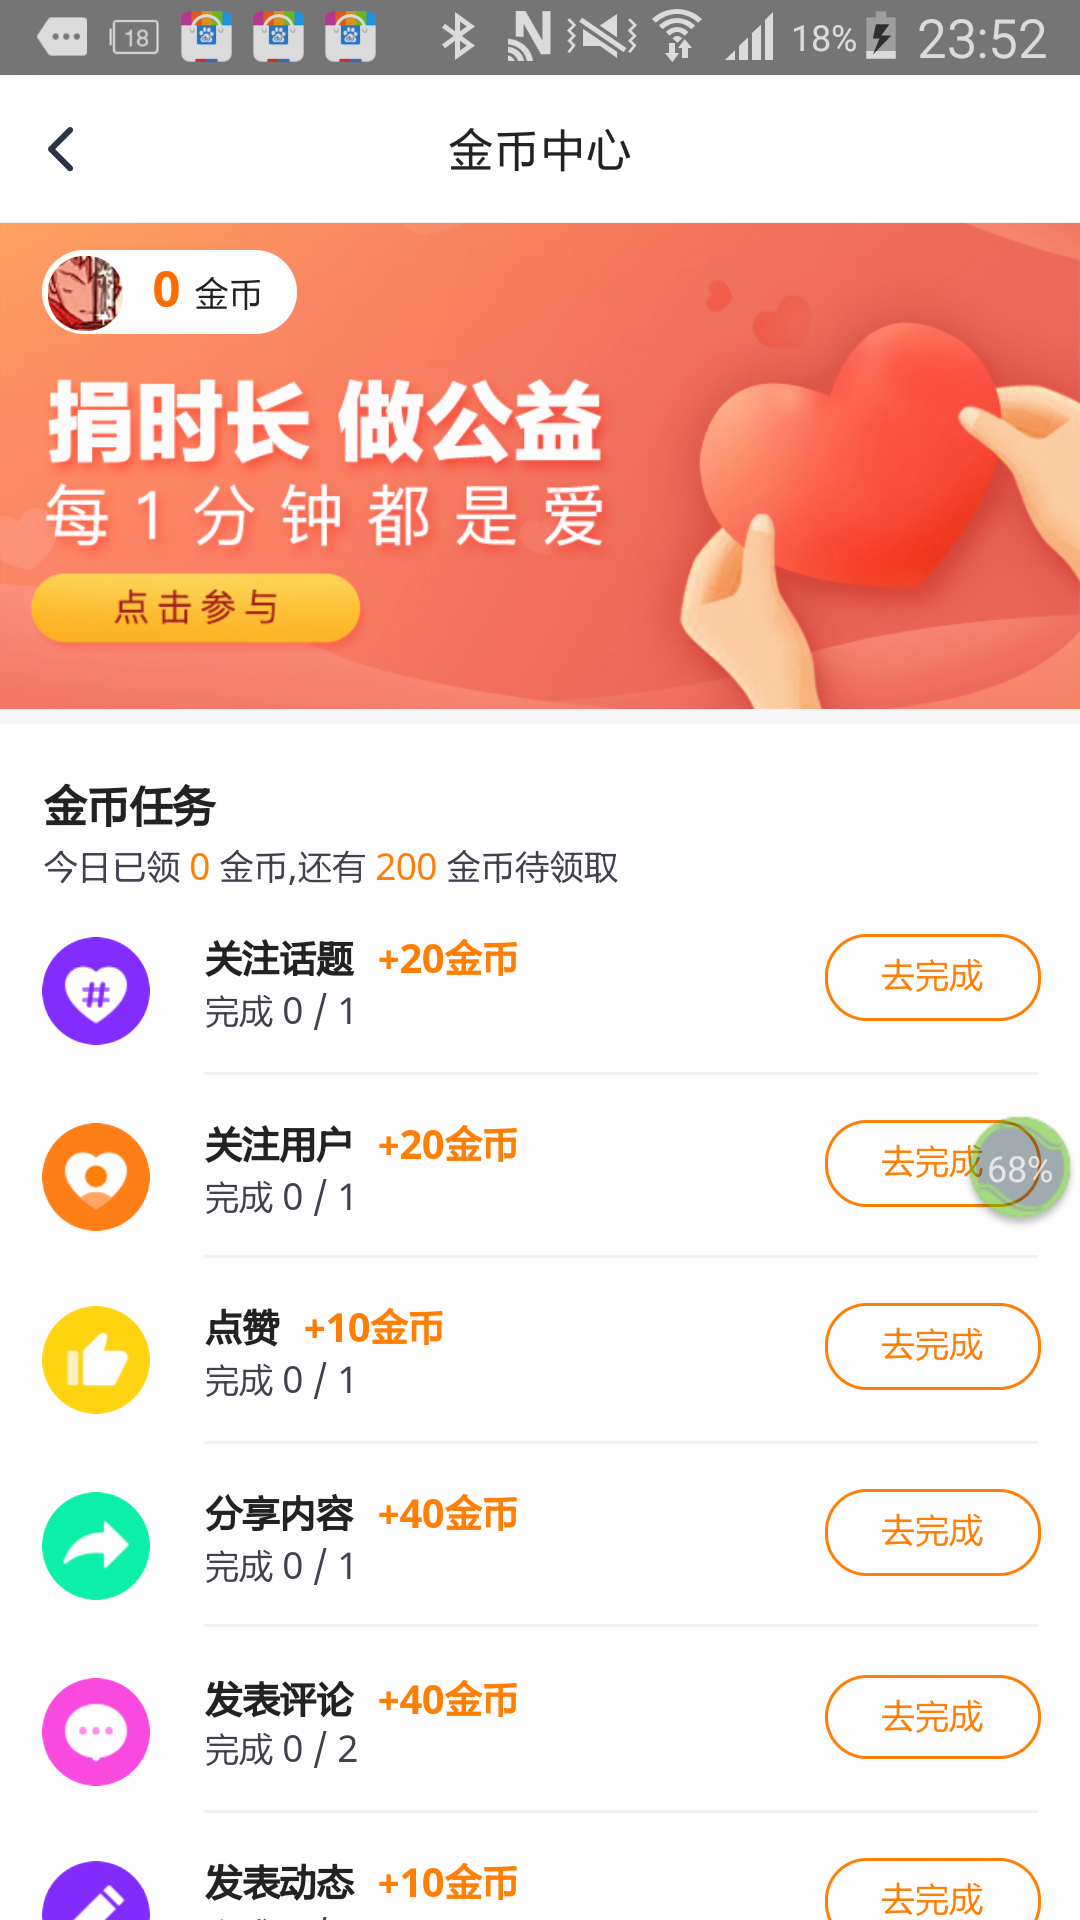 18 18% 23:52
金币中心
0 金币
捐时长 做公益
每1分钟都是爱
点击参与
金币任务
今日已领 0 金币,还有 200 金币待领取
关注话题 +20金币
完成 0 / 1
去完成
关注用户 +20金币
完成 0 / 1
去完成
68%
点赞 +10金币
完成 0 / 1
去完成
分享内容 +40金币
完成 0 / 1
去完成
发表评论 +40金币
完成 0 / 2
去完成
发表动态 +10金币
去完成